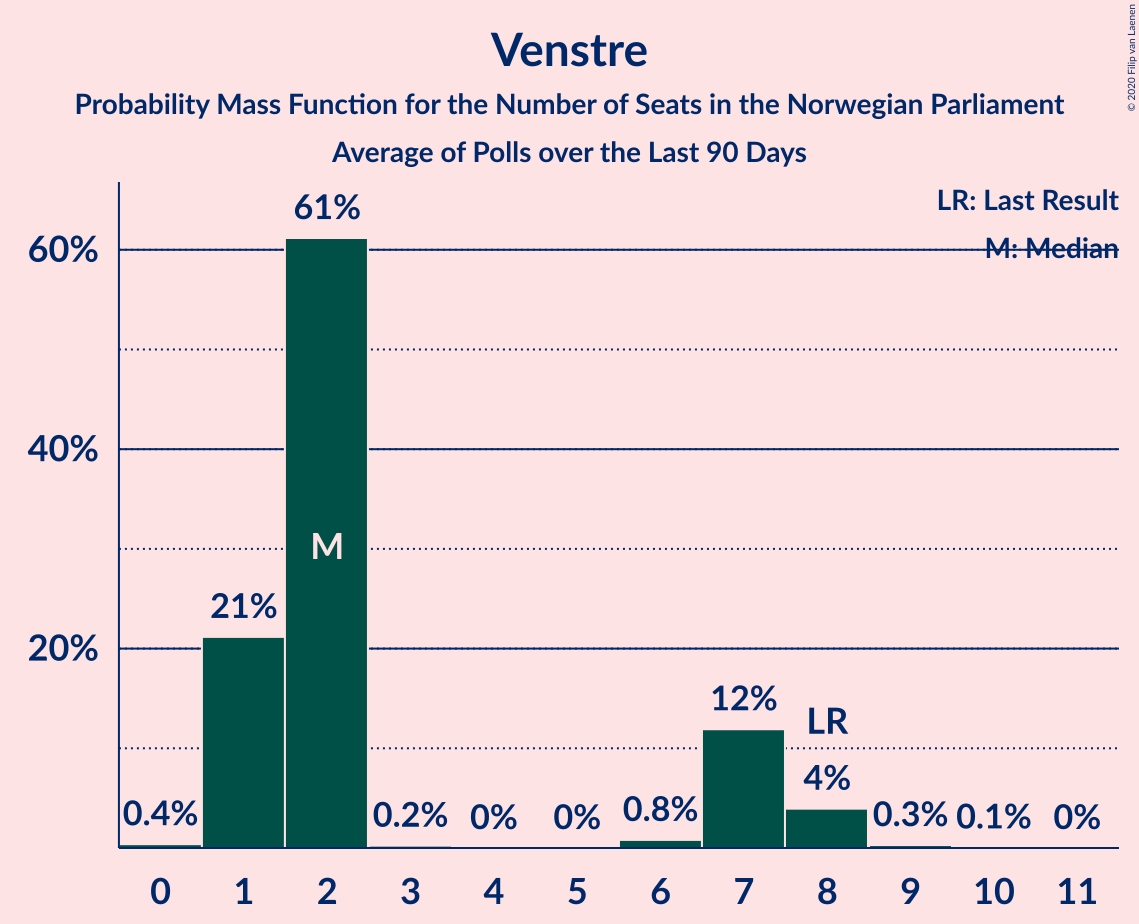 Venstre
Probability Mass Function for the Number of Seats in the Norwegian Parliament
Average of Polls over the Last 90 Days
© 2020 Filip van Laenen
LR: Last Result
M: Median
60%
40%
20%
0.4%
21%
61%
M
0.2%
0%
0%
0.8%
12%
LR
4%
0.3%
0.1%
0%
0 1 2 3 4 5 6 7 8 9 10 11